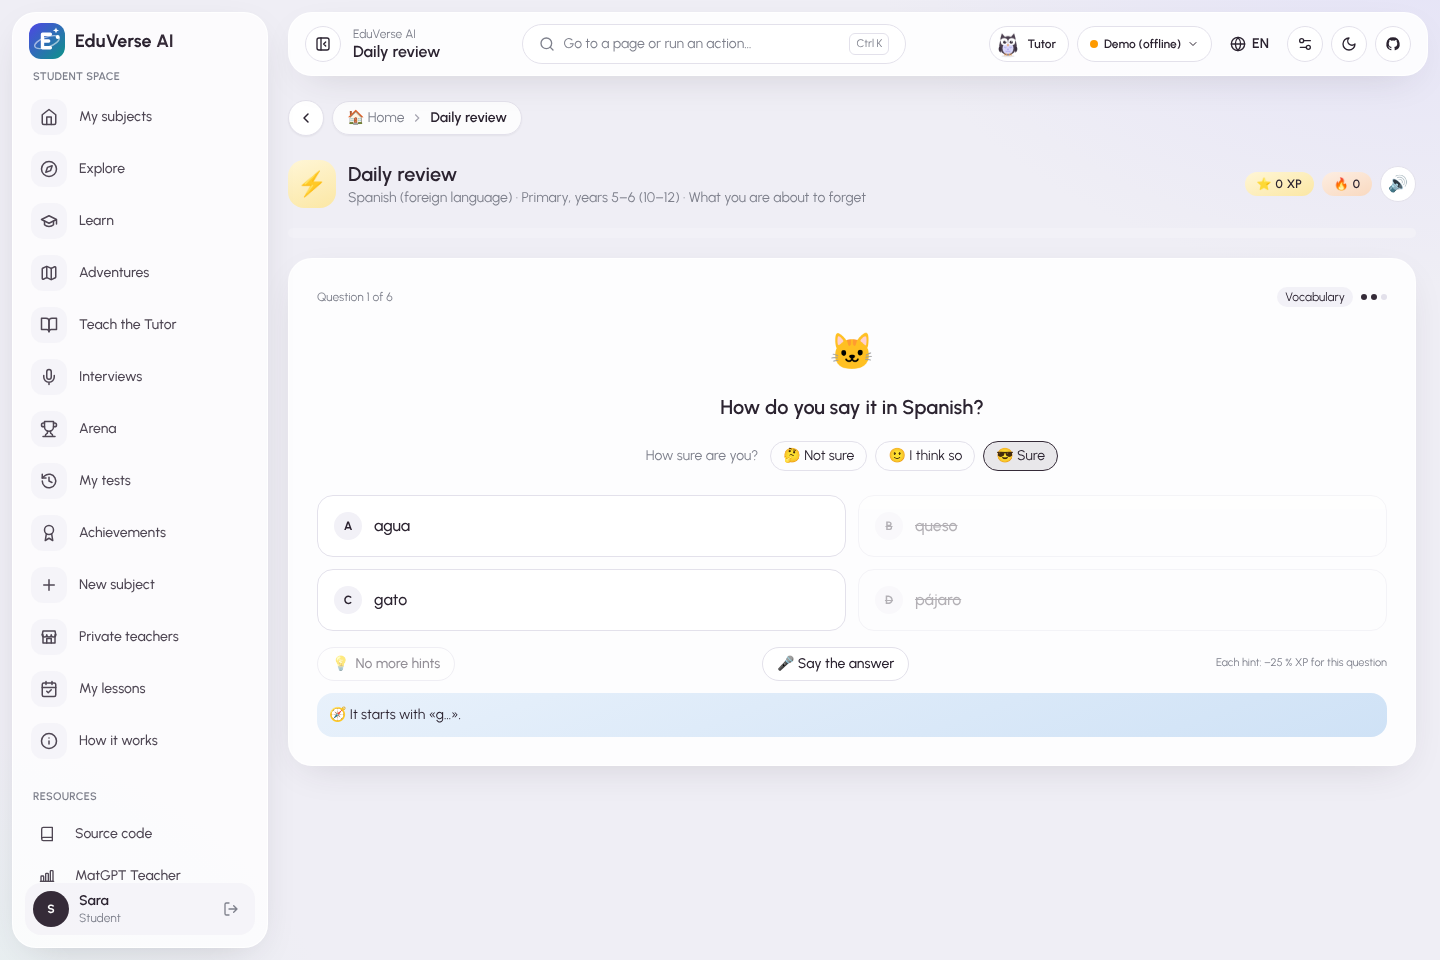 EduVerse AI
STUDENT SPACE
My subjects
Explore
Learn
Adventures
Teach the Tutor
Interviews
Arena
My tests
Achievements
New subject
Private teachers
My lessons
How it works
RESOURCES
Source code
MatGPT Teacher
S
Sara
Student
EduVerse AI
Daily review
Go to a page or run an action...
Ctrl K
Tutor
Demo (offline)
EN
Home
Daily review
Daily review
Spanish (foreign language) · Primary, years 5–6 (10–12) · What you are about to forget
0 XP
0
Question 1 of 6
Vocabulary
How do you say it in Spanish?
How sure are you?
Not sure
I think so
Sure
A agua
B queso
C gato
D pájaro
No more hints
Say the answer
Each hint: −25 % XP for this question
It starts with «g…».